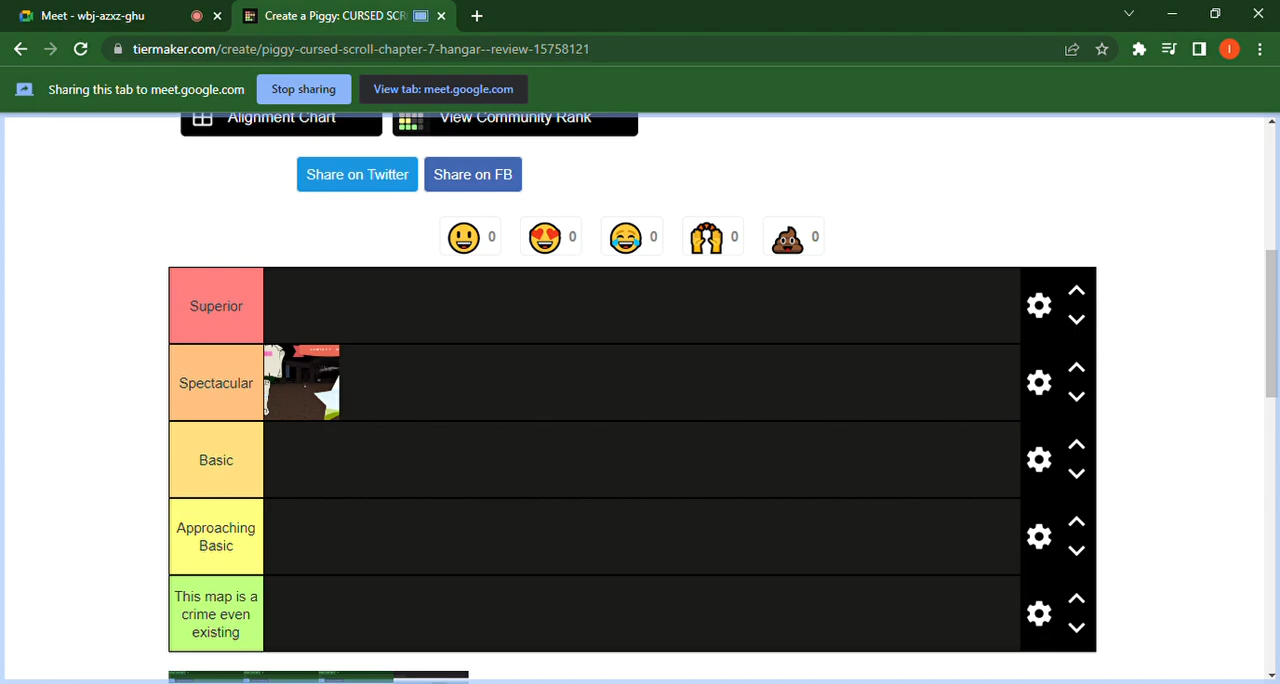 Meet - wbj-azxz-ghu
Create a Piggy: CURSED SCR
tiermaker.com/create/piggy-cursed-scroll-chapter-7-hangar--review-15758121
I
Sharing this tab to meet.google.com
Stop sharing
View tab: meet.google.com
Alignment Chart
View Community Rank
Share on Twitter
Share on FB
0
0
0
0
0
Superior
Spectacular
Basic
Approaching
Basic
This map is a
crime even
existing